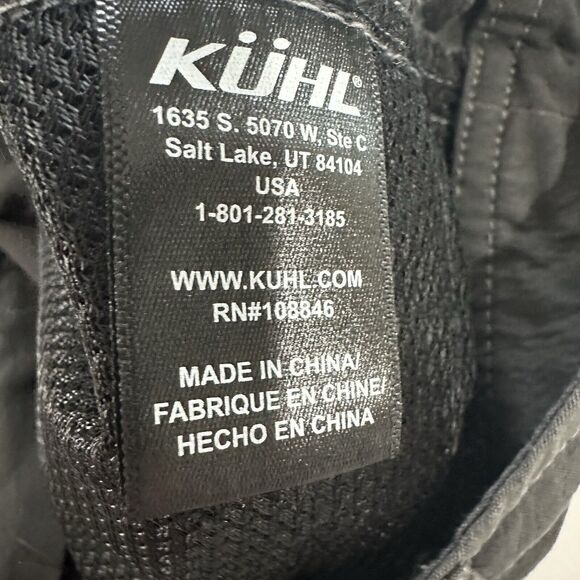 KÜHL®
1635 S. 5070 W, Ste C
Salt Lake, UT 84104
USA
1-801-281-3185
WWW.KUHL.COM
RN#108846
MADE IN CHINA/
FABRIQUE EN CHINE/
HECHO EN CHINA